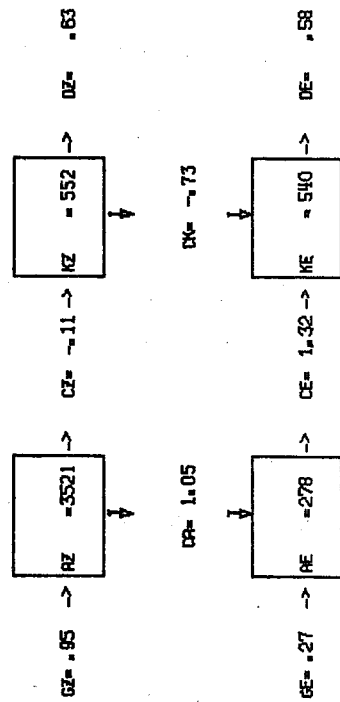 GZ= .95 --> AZ =3521 --> CZ= -.11 --> KZ = 552 --> DZ= .63
CA= 1.05 CK= -.73
GE= .27 --> AE =278 --> CE= 1.32 --> KE = 540 --> DE= .58